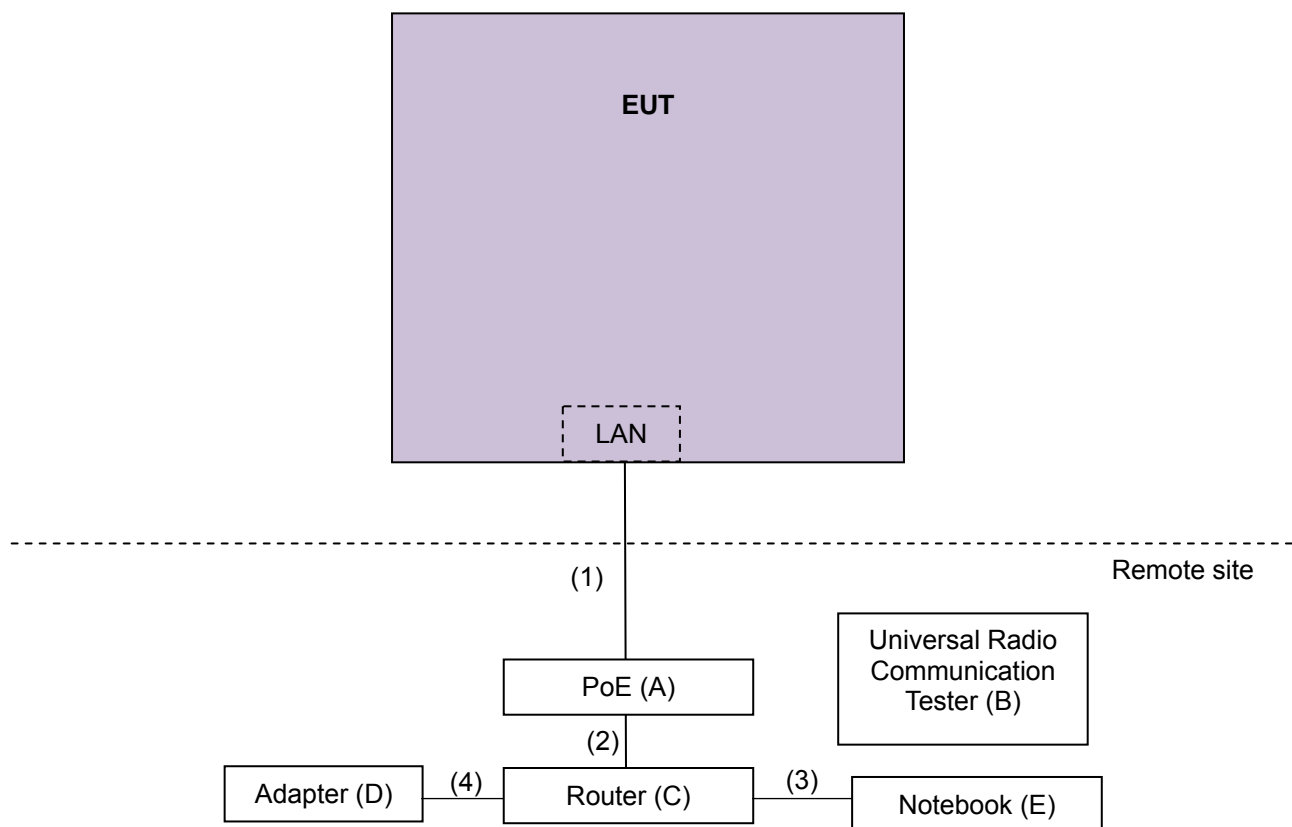 EUT
LAN
(1)
Remote site
Universal Radio
Communication
Tester (B)
PoE (A)
(2)
Adapter (D)
(4)
Router (C)
(3)
Notebook (E)